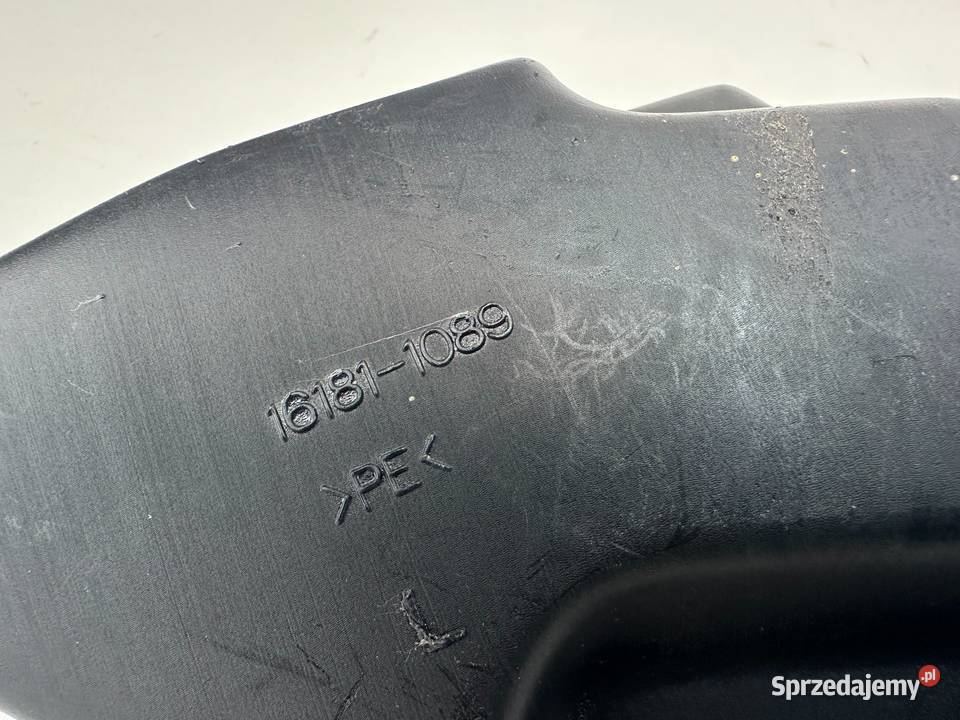 16181-1089
>PE<
L
Sprzedajemy.pl